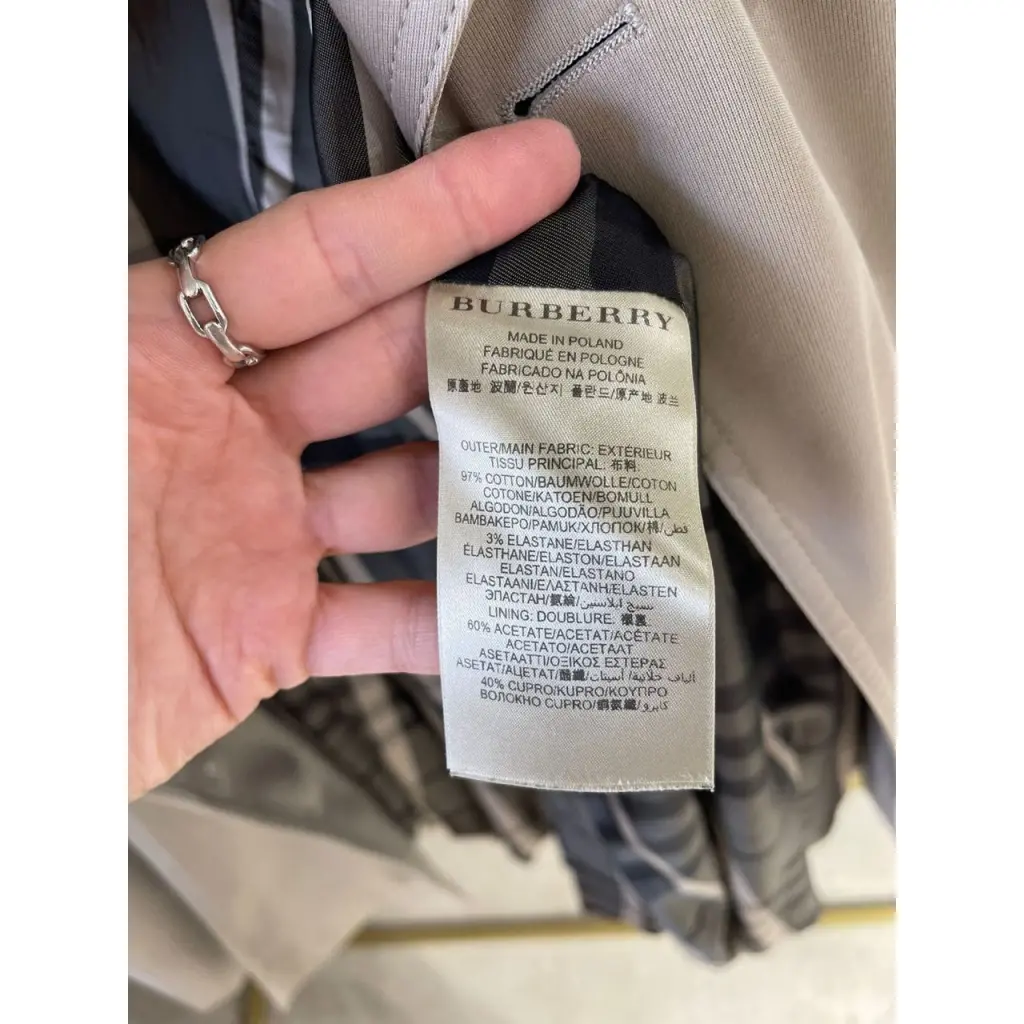 BURBERRY
MADE IN POLAND
FABRIQUÉ EN POLOGNE
FABRICADO NA POLÔNIA
原產地 波蘭/원산지 폴란드/原产地 波兰
OUTER/MAIN FABRIC: EXTÉRIEUR
TISSU PRINCIPAL: 布料
97% COTTON/BAUMWOLLE/COTON
COTONE/KATOEN/BOMULL
ALGODON/ALGODÃO/PUUVILLA
ΒΑΜΒΑΚΕΡΟ/PAMUK/ХЛОПОК/棉/قطن
3% ELASTANE/ELASTHAN
ÉLASTHANE/ELASTON/ELASTAAN
ELASTAN/ELASTANO
ELASTAANI/ΕΛΑΣΤΑΝΗ/ELASTEN
ЭПАСТАН/氨綸/نسيج ايلاستين
LINING: DOUBLURE: 裡裏
60% ACETATE/ACETAT/ACÉTATE
ACETATO/ACETAAT
ASETAATTI/ΟΞΙΚΟΣ ΕΣΤΕΡΑΣ
ASETAT/АЦЕТАТ/醋纖/ألياف خلاتية/أسيتات
40% CUPRO/KUPRO/ΚΟΥΠΡΟ
ВОЛОКНО CUPRO/銅氨纖/كابرو